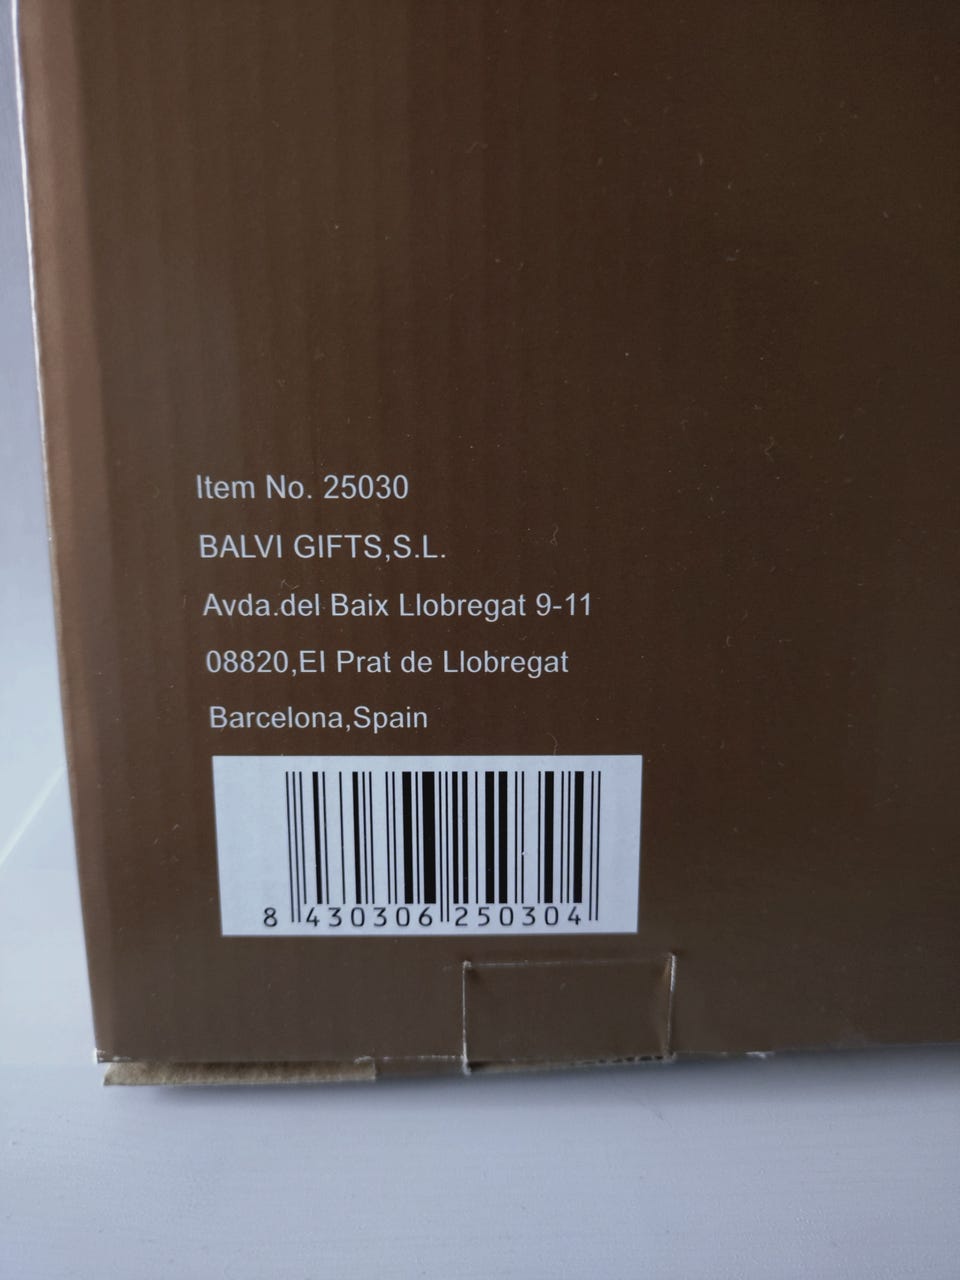 Item No. 25030
BALVI GIFTS,S.L.
Avda.del Baix Llobregat 9-11
08820,El Prat de Llobregat
Barcelona,Spain
8 430306 250304